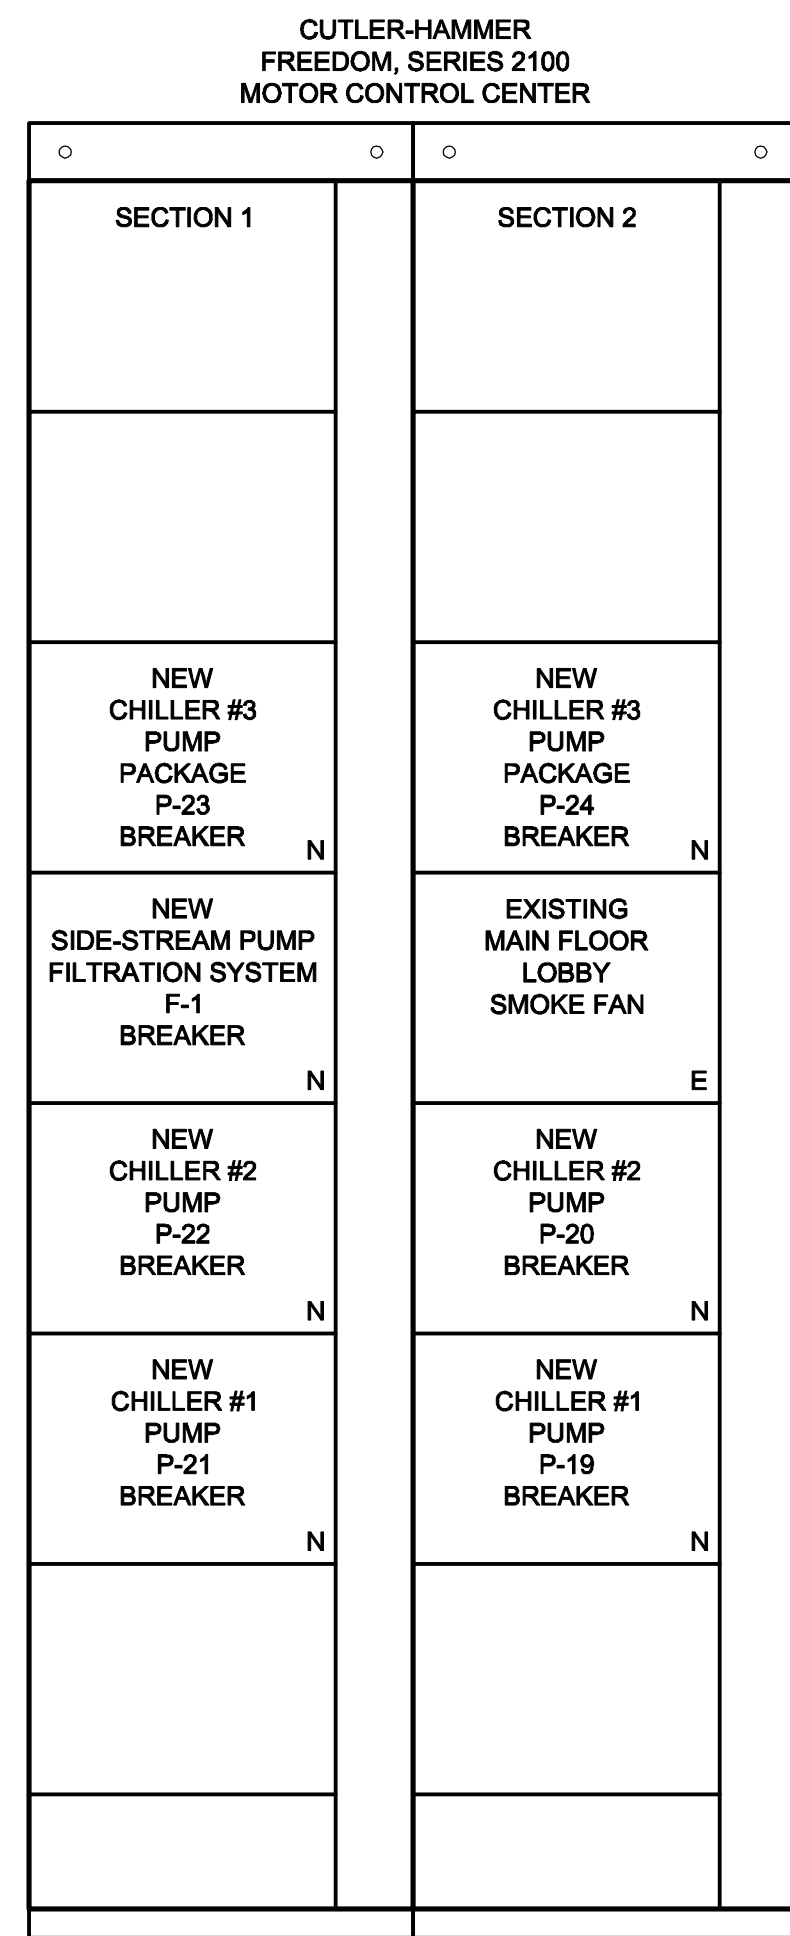 CUTLER-HAMMER
FREEDOM, SERIES 2100
MOTOR CONTROL CENTER
SECTION 1
NEW
CHILLER #3
PUMP
PACKAGE
P-23
BREAKER
N
NEW
SIDE-STREAM PUMP
FILTRATION SYSTEM
F-1
BREAKER
N
NEW
CHILLER #2
PUMP
P-22
BREAKER
N
NEW
CHILLER #1
PUMP
P-21
BREAKER
N
SECTION 2
NEW
CHILLER #3
PUMP
PACKAGE
P-24
BREAKER
N
EXISTING
MAIN FLOOR
LOBBY
SMOKE FAN
E
NEW
CHILLER #2
PUMP
P-20
BREAKER
N
NEW
CHILLER #1
PUMP
P-19
BREAKER
N